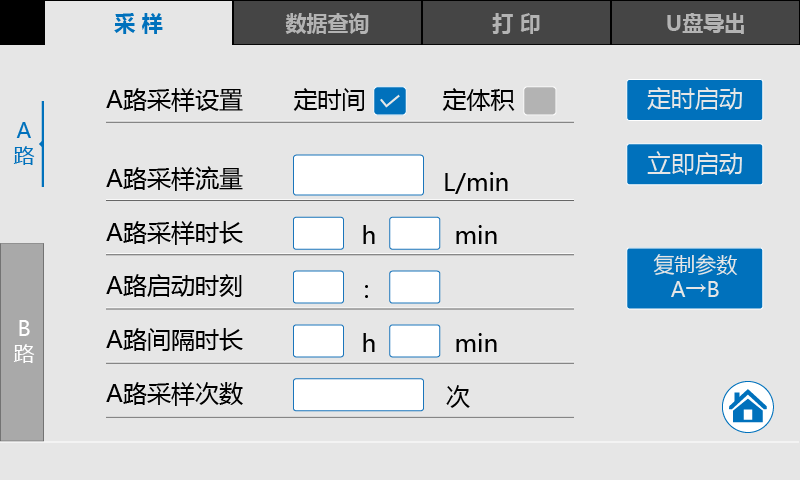 采 样
数据查询
打 印
U盘导出
A路采样设置 定时间 定体积
定时启动
A
路
立即启动
A路采样流量 L/min
A路采样时长 h min
A路启动时刻 :
复制参数
A→B
A路间隔时长 h min
B
路
A路采样次数 次